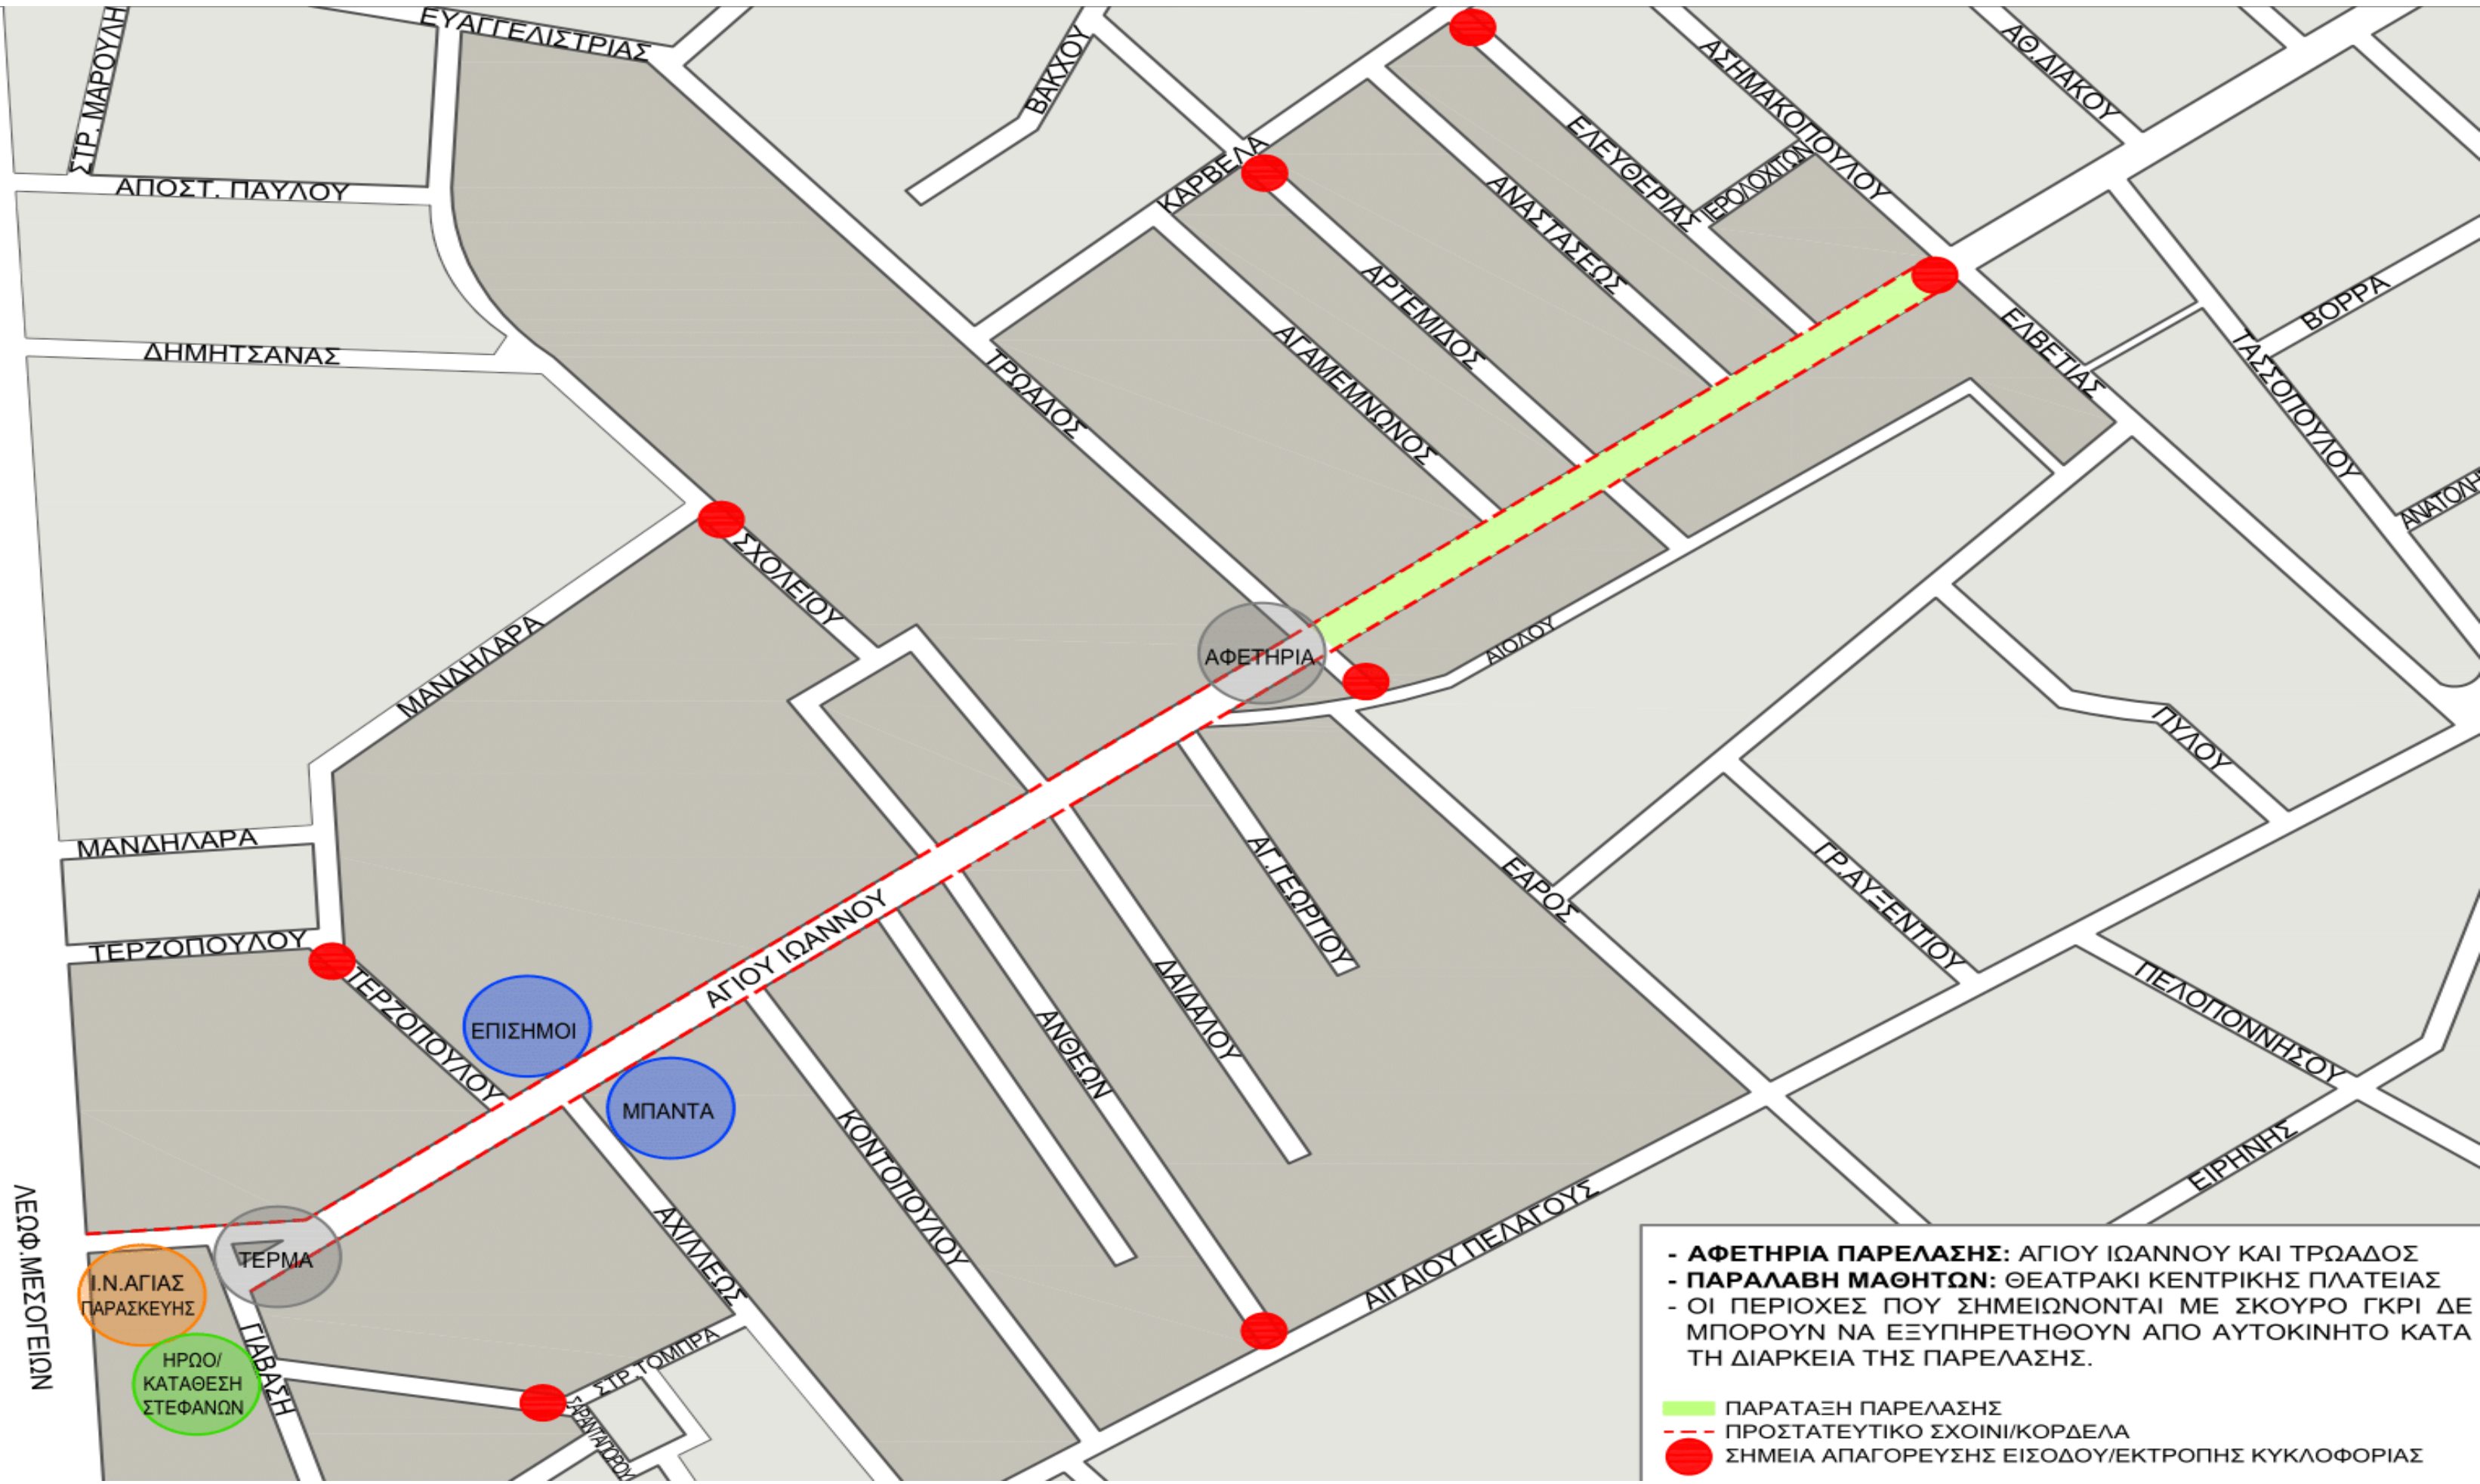 ΕΥΑΓΓΕΛΙΣΤΡΙΑΣ
ΣΤΡ. ΜΑΡΟΥΛΗ
ΒΑΚΧΟΥ
ΑΣΗΜΑΚΟΠΟΥΛΟΥ
ΑΘ.ΔΙΑΚΟΥ
ΑΠΟΣΤ. ΠΑΥΛΟΥ
ΚΑΡΒΕΛΑ
ΕΛΕΥΘΕΡΙΑΣ
ΙΕΡΟΛΟΧΙΤΩΝ
ΑΝΑΣΤΑΣΕΩΣ
ΑΡΤΕΜΙΔΟΣ
ΑΓΑΜΕΜΝΩΝΟΣ
ΔΗΜΗΤΣΑΝΑΣ
ΤΡΩΑΔΟΣ
ΕΛΒΕΤΙΑΣ
ΒΟΡΡΑ
ΤΑΣΣΟΠΟΥΛΟΥ
ΑΝΑΤΟΛΗ
ΣΧΟΛΕΙΟΥ
ΜΑΝΔΗΛΑΡΑ
ΑΦΕΤΗΡΙΑ
ΑΙΟΛΟΥ
ΠΥΛΟΥ
ΜΑΝΔΗΛΑΡΑ
ΑΓ.ΓΕΩΡΓΙΟΥ
ΕΑΡΟΣ
ΓΡ.ΑΥΞΕΝΤΙΟΥ
ΤΕΡΖΟΠΟΥΛΟΥ
ΑΓΙΟΥ ΙΩΑΝΝΟΥ
ΤΕΡΖΟΠΟΥΛΟΥ
ΕΠΙΣΗΜΟΙ
ΜΠΑΝΤΑ
ΔΑΙΔΑΛΟΥ
ΑΝΘΕΩΝ
ΠΕΛΟΠΟΝΝΗΣΟΥ
ΚΟΝΤΟΠΟΥΛΟΥ
ΕΙΡΗΝΗΣ
ΑΧΙΛΛΕΩΣ
ΑΙΓΑΙΟΥ ΠΕΛΑΓΟΥΣ
ΛΕΩΦ.ΜΕΣΟΓΕΙΩΝ
ΤΕΡΜΑ
Ι.Ν.ΑΓΙΑΣ
ΠΑΡΑΣΚΕΥΗΣ
ΓΙΑΒΑΣΗ
ΗΡΩΟ/
ΚΑΤΑΘΕΣΗ
ΣΤΕΦΑΝΩΝ
ΣΤΡ.ΤΟΜΠΡΑ
ΣΑΡΑΝΤΑΠΟΡΟΥ
- ΑΦΕΤΗΡΙΑ ΠΑΡΕΛΑΣΗΣ: ΑΓΙΟΥ ΙΩΑΝΝΟΥ ΚΑΙ ΤΡΩΑΔΟΣ
- ΠΑΡΑΛΑΒΗ ΜΑΘΗΤΩΝ: ΘΕΑΤΡΑΚΙ ΚΕΝΤΡΙΚΗΣ ΠΛΑΤΕΙΑΣ
- ΟΙ ΠΕΡΙΟΧΕΣ ΠΟΥ ΣΗΜΕΙΩΝΟΝΤΑΙ ΜΕ ΣΚΟΥΡΟ ΓΚΡΙ ΔΕ
ΜΠΟΡΟΥΝ ΝΑ ΕΞΥΠΗΡΕΤΗΘΟΥΝ ΑΠΟ ΑΥΤΟΚΙΝΗΤΟ ΚΑΤΑ
ΤΗ ΔΙΑΡΚΕΙΑ ΤΗΣ ΠΑΡΕΛΑΣΗΣ.
ΠΑΡΑΤΑΞΗ ΠΑΡΕΛΑΣΗΣ
ΠΡΟΣΤΑΤΕΥΤΙΚΟ ΣΧΟΙΝΙ/ΚΟΡΔΕΛΑ
ΣΗΜΕΙΑ ΑΠΑΓΟΡΕΥΣΗΣ ΕΙΣΟΔΟΥ/ΕΚΤΡΟΠΗΣ ΚΥΚΛΟΦΟΡΙΑΣ